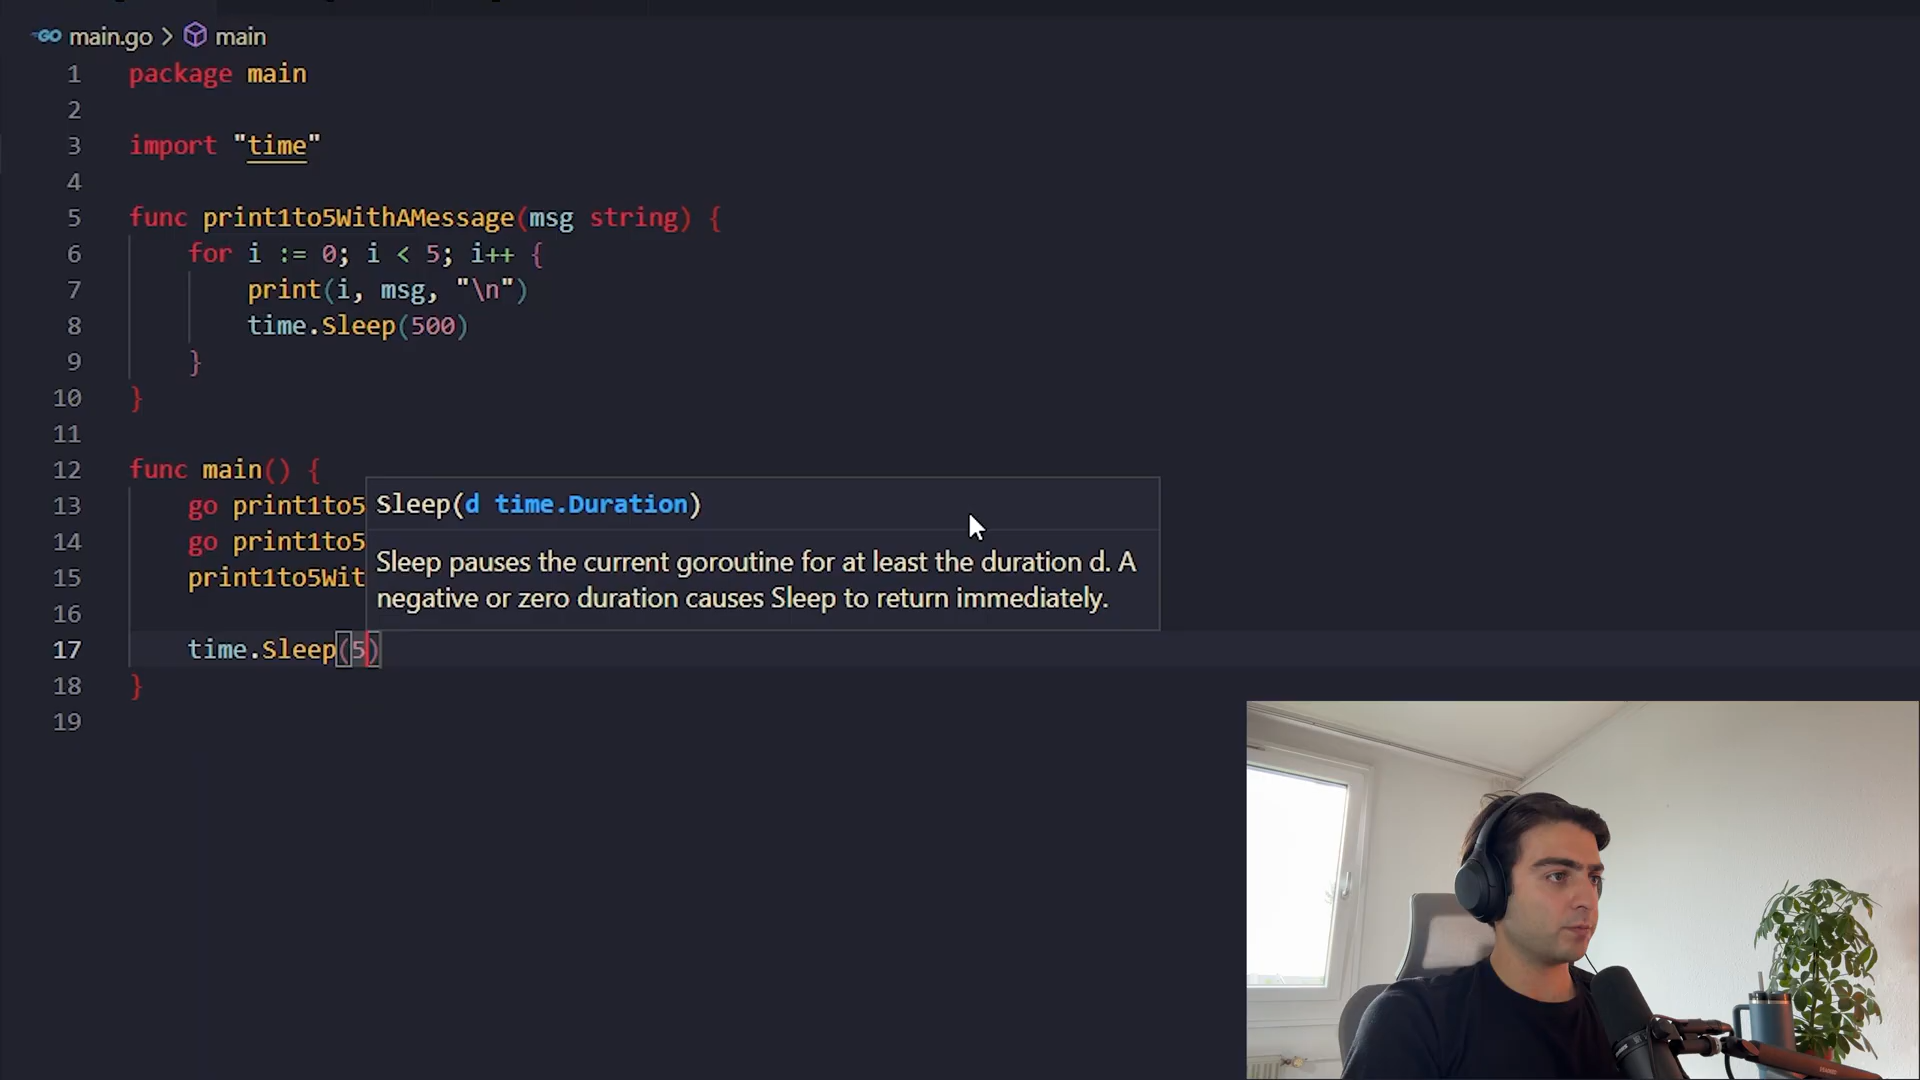 GO main.go > main
1 package main
2
3 import "time"
4
5 func print1to5WithAMessage(msg string) {
6 for i := 0; i < 5; i++ {
7 print(i, msg, "\n")
8 time.Sleep(500)
9 }
10 }
11
12 func main() {
13 go print1to5
14 go print1to5
15 print1to5Wit
Sleep(d time.Duration)
Sleep pauses the current goroutine for at least the duration d. A
negative or zero duration causes Sleep to return immediately.
16
17 time.Sleep(5)
18 }
19